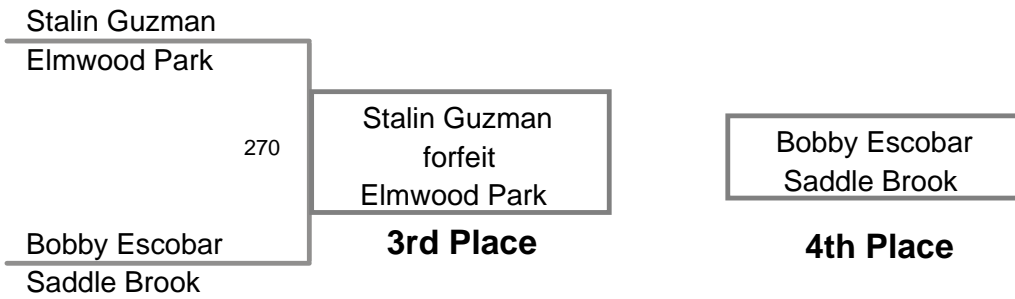 Stalin Guzman
Elmwood Park
270
Bobby Escobar
Saddle Brook
Stalin Guzman
forfeit
Elmwood Park
3rd Place
Bobby Escobar
Saddle Brook
4th Place